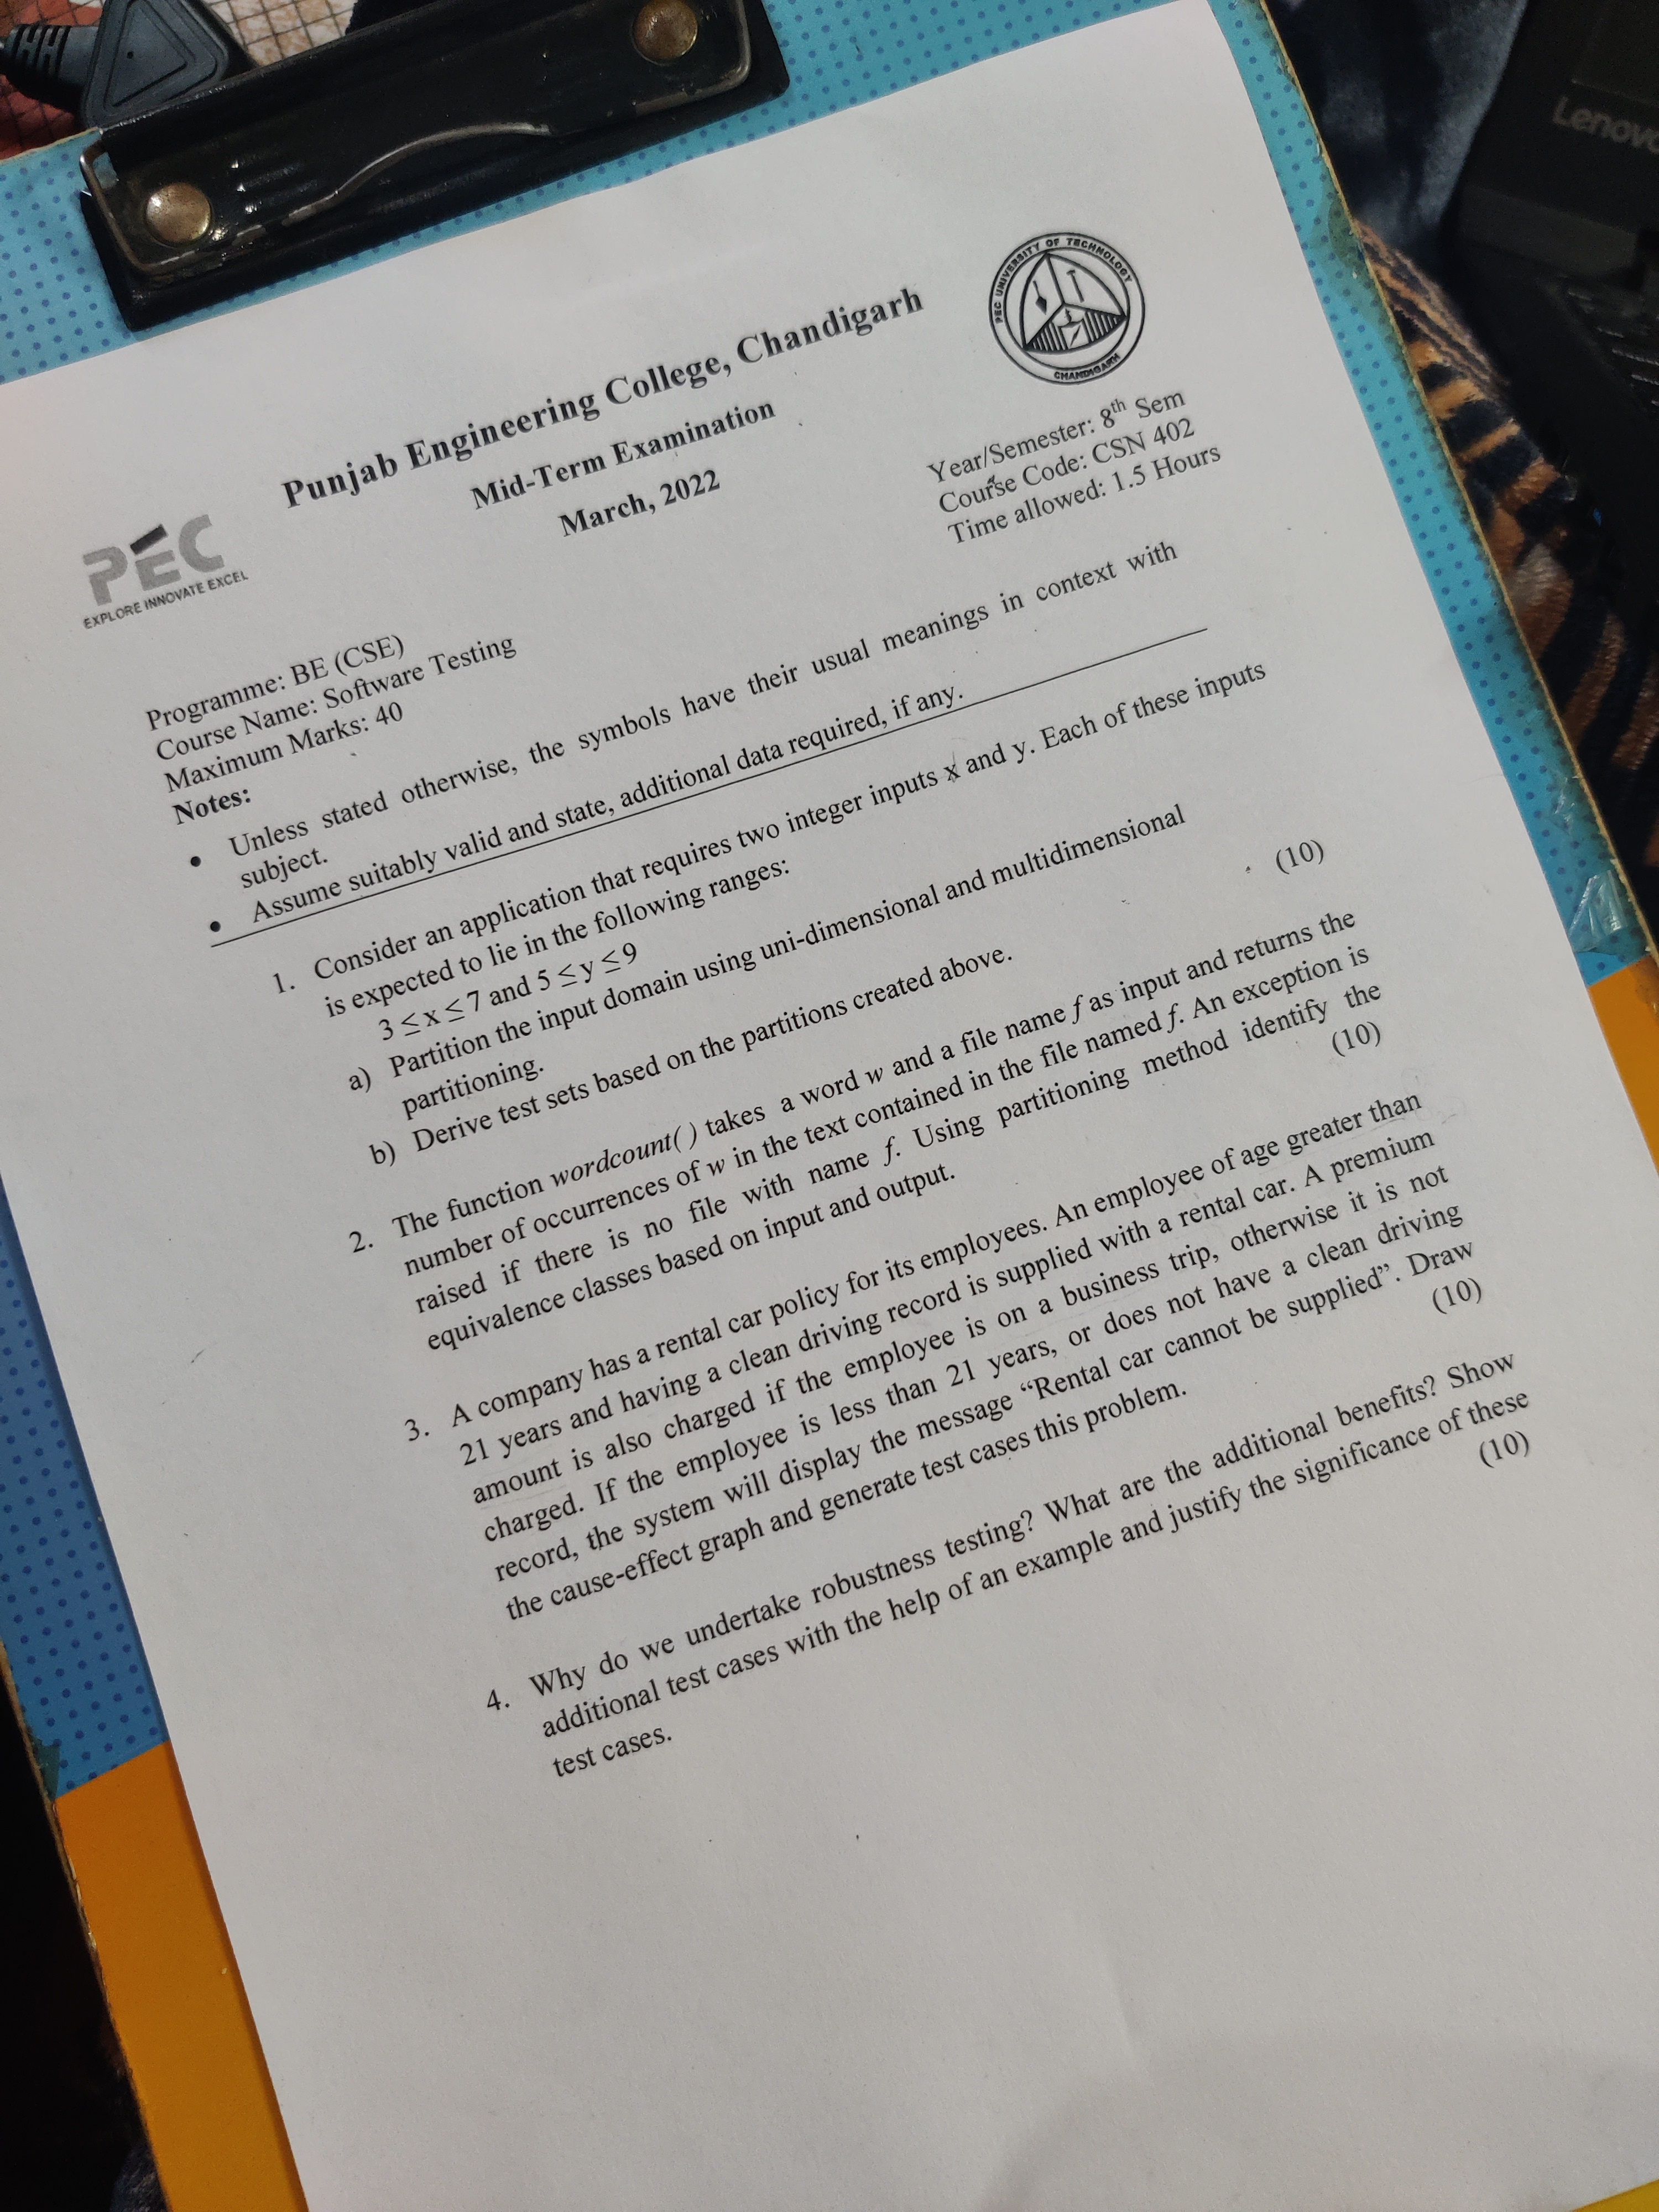 Lenovo
PEC UNIVERSITY OF TECHNOLOGY
CHANDIGARH
Punjab Engineering College, Chandigarh
Mid-Term Examination
March, 2022
PEC
EXPLORE INNOVATE EXCEL
Year/Semester: 8th Sem
Course Code: CSN 402
Time allowed: 1.5 Hours
Programme: BE (CSE)
Course Name: Software Testing
Maximum Marks: 40
Notes:
• Unless stated otherwise, the symbols have their usual meanings in context with
subject.
• Assume suitably valid and state, additional data required, if any.
1. Consider an application that requires two integer inputs x and y. Each of these inputs
is expected to lie in the following ranges:
3 ≤x ≤7 and 5 ≤y ≤9
a) Partition the input domain using uni-dimensional and multidimensional
partitioning.
b) Derive test sets based on the partitions created above.
(10)
2. The function wordcount( ) takes a word w and a file name f as input and returns the
number of occurrences of w in the text contained in the file named f. An exception is
raised if there is no file with name f. Using partitioning method identify the
equivalence classes based on input and output.
(10)
3. A company has a rental car policy for its employees. An employee of age greater than
21 years and having a clean driving record is supplied with a rental car. A premium
amount is also charged if the employee is on a business trip, otherwise it is not
charged. If the employee is less than 21 years, or does not have a clean driving
record, the system will display the message “Rental car cannot be supplied”. Draw
the cause-effect graph and generate test cases this problem.
(10)
4. Why do we undertake robustness testing? What are the additional benefits? Show
additional test cases with the help of an example and justify the significance of these
test cases.
(10)